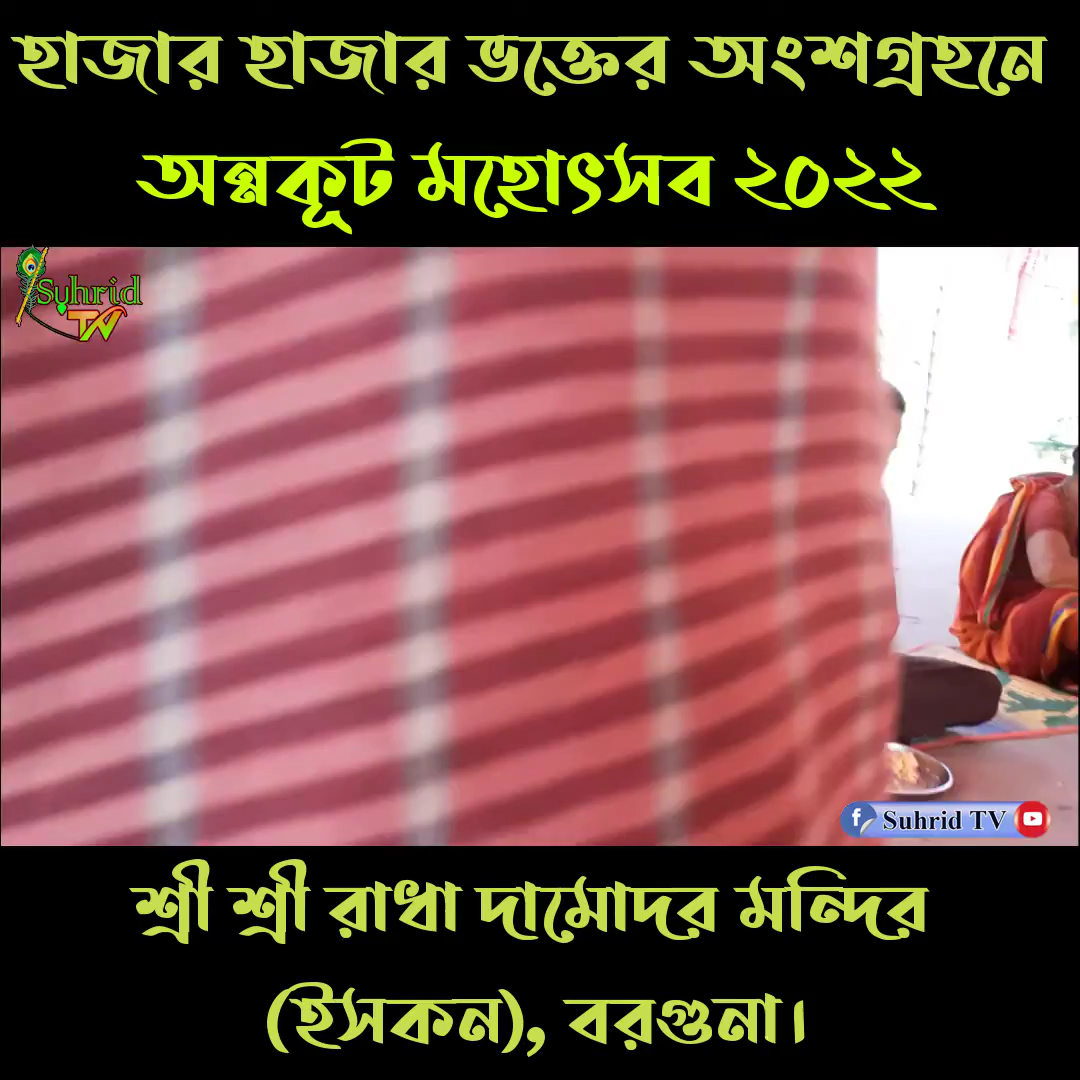 হাজার হাজার ভক্তের অংশগ্রহনে
অন্নকূট মহোৎসব ২০২২
Suhrid
TV
Suhrid TV
শ্রী শ্রী রাধা দামোদর মন্দির
(ইসকন), বরগুনা।